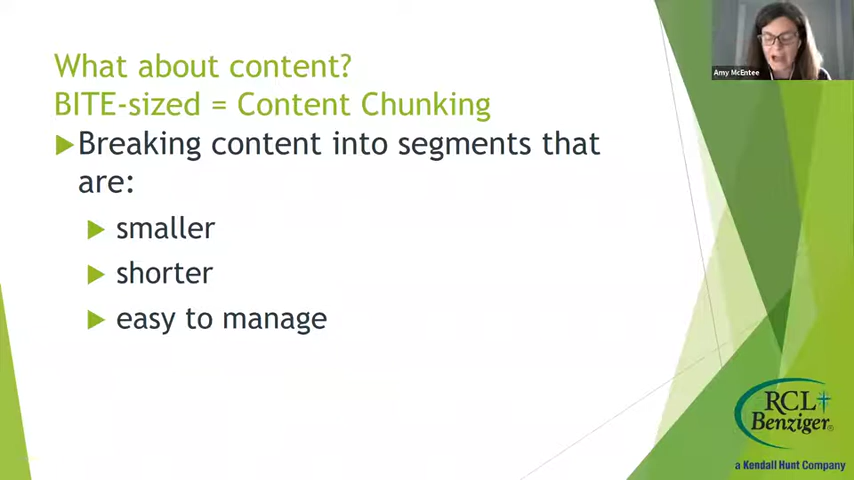 What about content?
BITE-sized = Content Chunking
Breaking content into segments that
are:
smaller
shorter
easy to manage
Amy McEntee
RCL
Benziger®
a Kendall Hunt Company